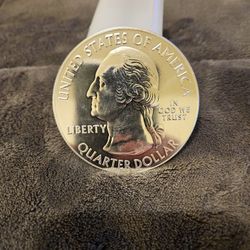 UNITED STATES OF AMERICA
LIBERTY
IN
GOD WE
TRUST
QUARTER DOLLAR